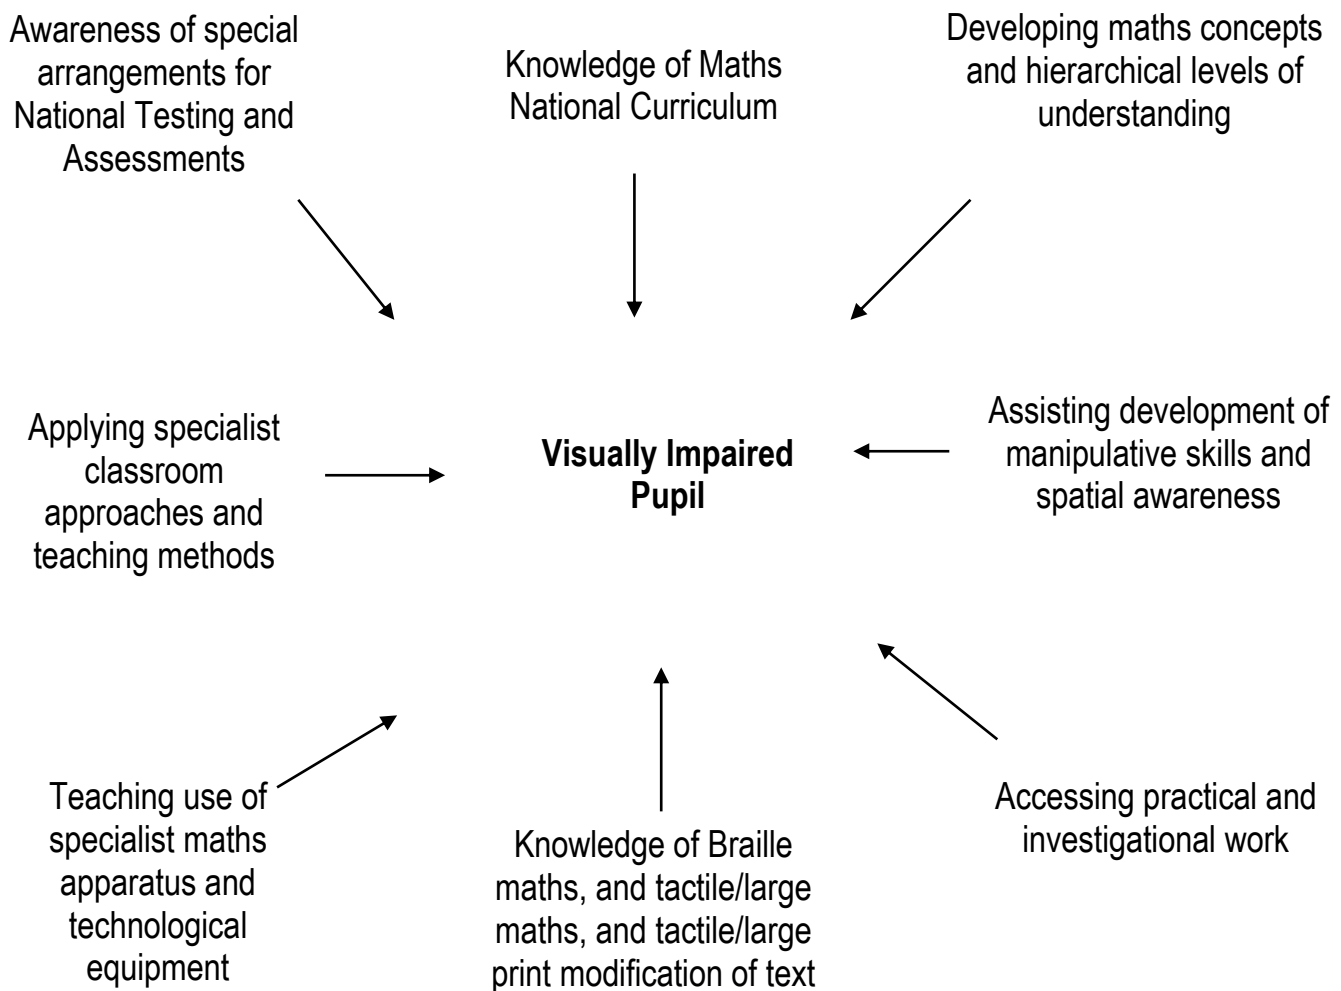 Awareness of special
arrangements for
National Testing and
Assessments
Knowledge of Maths
National Curriculum
Developing maths concepts
and hierarchical levels of
understanding
Applying specialist
classroom
approaches and
teaching methods
Visually Impaired
Pupil
Assisting development of
manipulative skills and
spatial awareness
Teaching use of
specialist maths
apparatus and
technological
equipment
Knowledge of Braille
maths, and tactile/large
maths, and tactile/large
print modification of text
Accessing practical and
investigational work